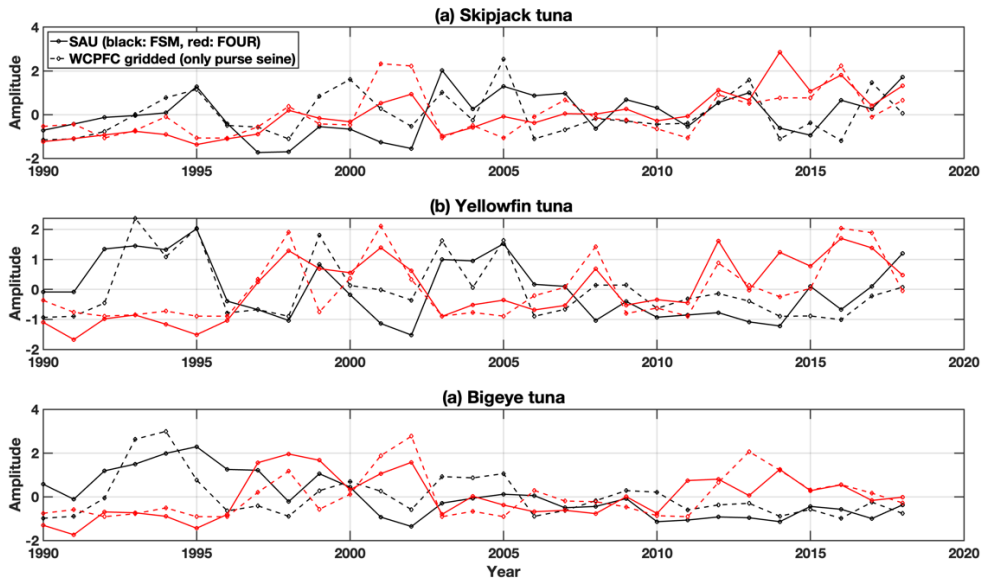 (a) Skipjack tuna
SAU (black: FSM, red: FOUR)
WCPFC gridded (only purse seine)
Amplitude
4
2
0
-2
1990 1995 2000 2005 2010 2015 2020
(b) Yellowfin tuna
Amplitude
2
1
0
-1
-2
1990 1995 2000 2005 2010 2015 2020
(a) Bigeye tuna
Amplitude
4
2
0
-2
1990 1995 2000 2005 2010 2015 2020
Year